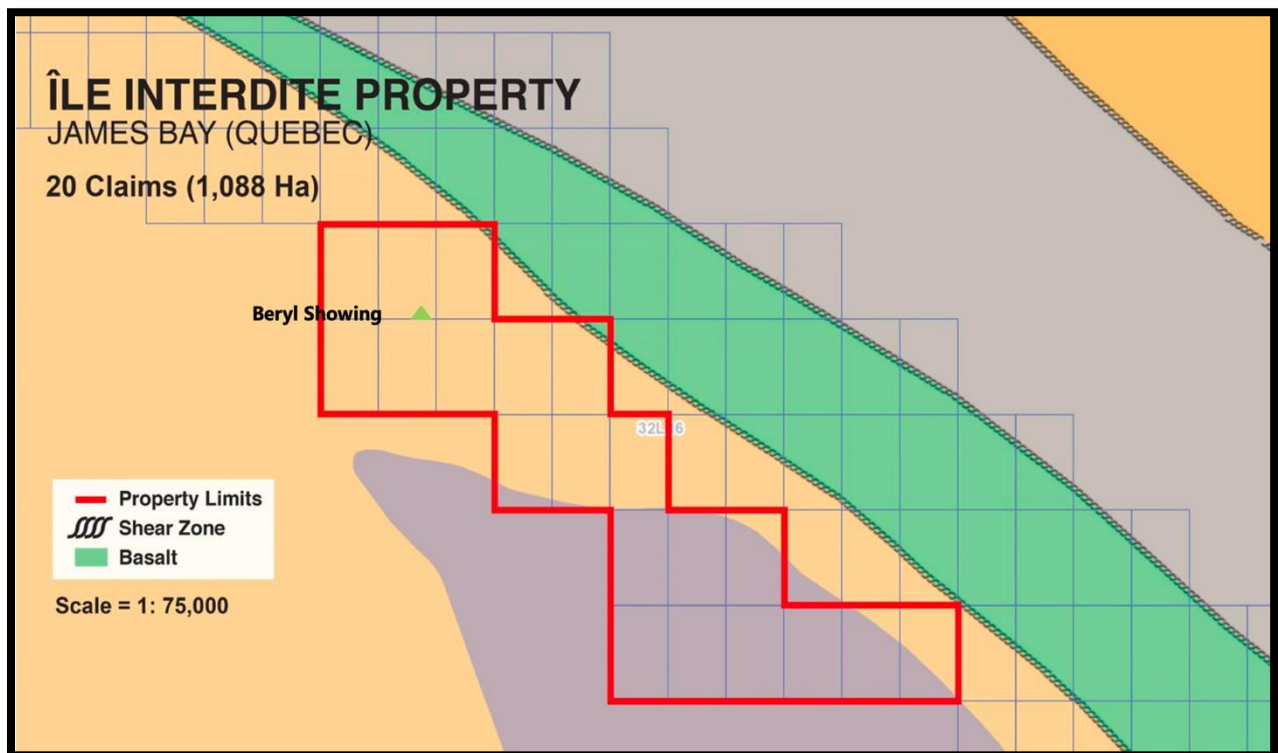 ÎLE INTERDITE PROPERTY
JAMES BAY (QUEBEC)
20 Claims (1,088 Ha)
Beryl Showing
Property Limits
Shear Zone
Basalt
Scale = 1: 75,000